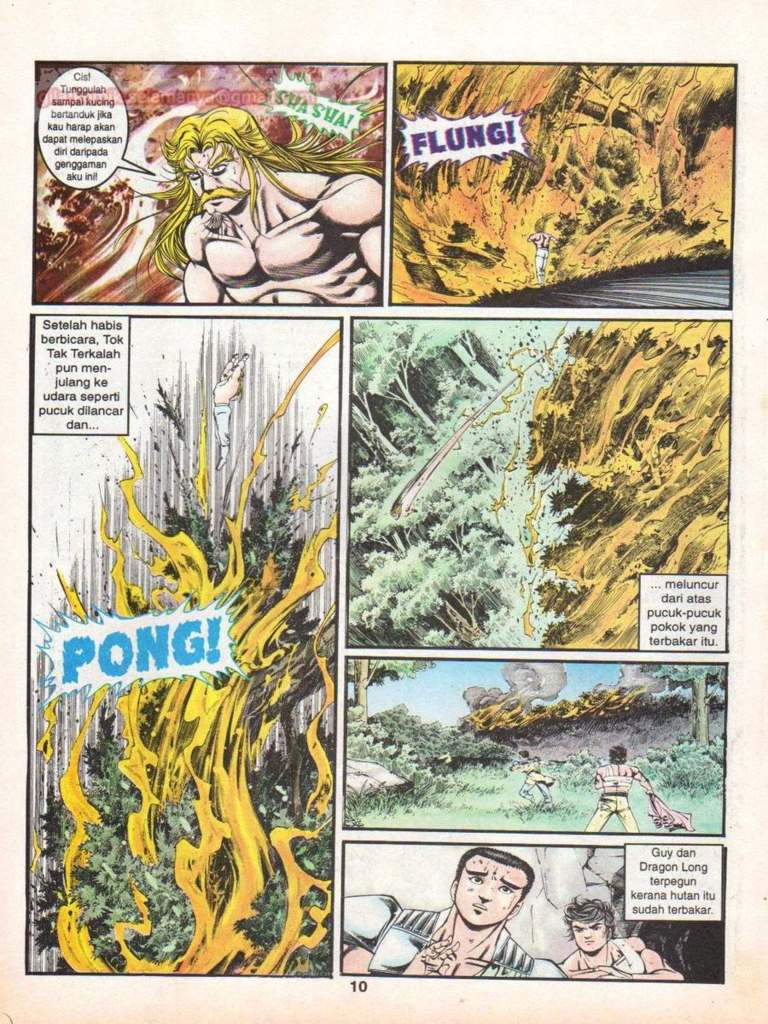 Cis!
Tunggulah
sampai kucing
bertanduk jika
kau harap akan
dapat melepaskan
diri daripada
genggaman
aku ini!
SHA SHA!
FLUNG!
Setelah habis
berbicara, Tok
Tak Terkalah
pun men-
julang ke
udara seperti
pucuk dilancar
dan...
PONG!
... meluncur
dari atas
pucuk-pucuk
pokok yang
terbakar itu.
Guy dan
Dragon Long
terpegun
kerana hutan itu
sudah terbakar.
10